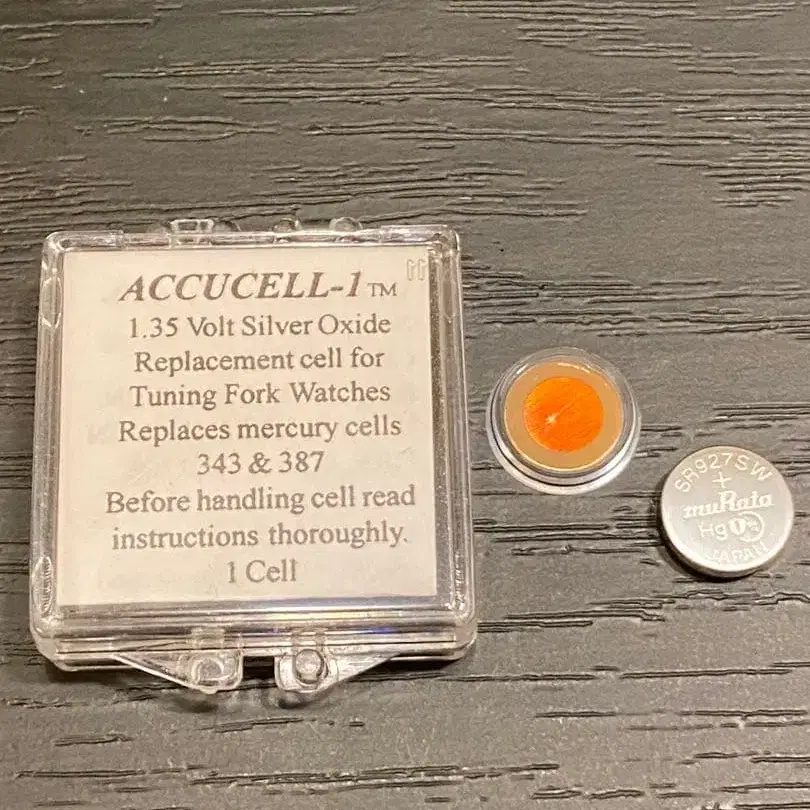 ACCUCELL-1™
1.35 Volt Silver Oxide
Replacement cell for
Tuning Fork Watches
Replaces mercury cells
343 & 387
Before handling cell read
instructions thoroughly.
1 Cell
SR927SW
+
muRata
Hg0%
JAPAN